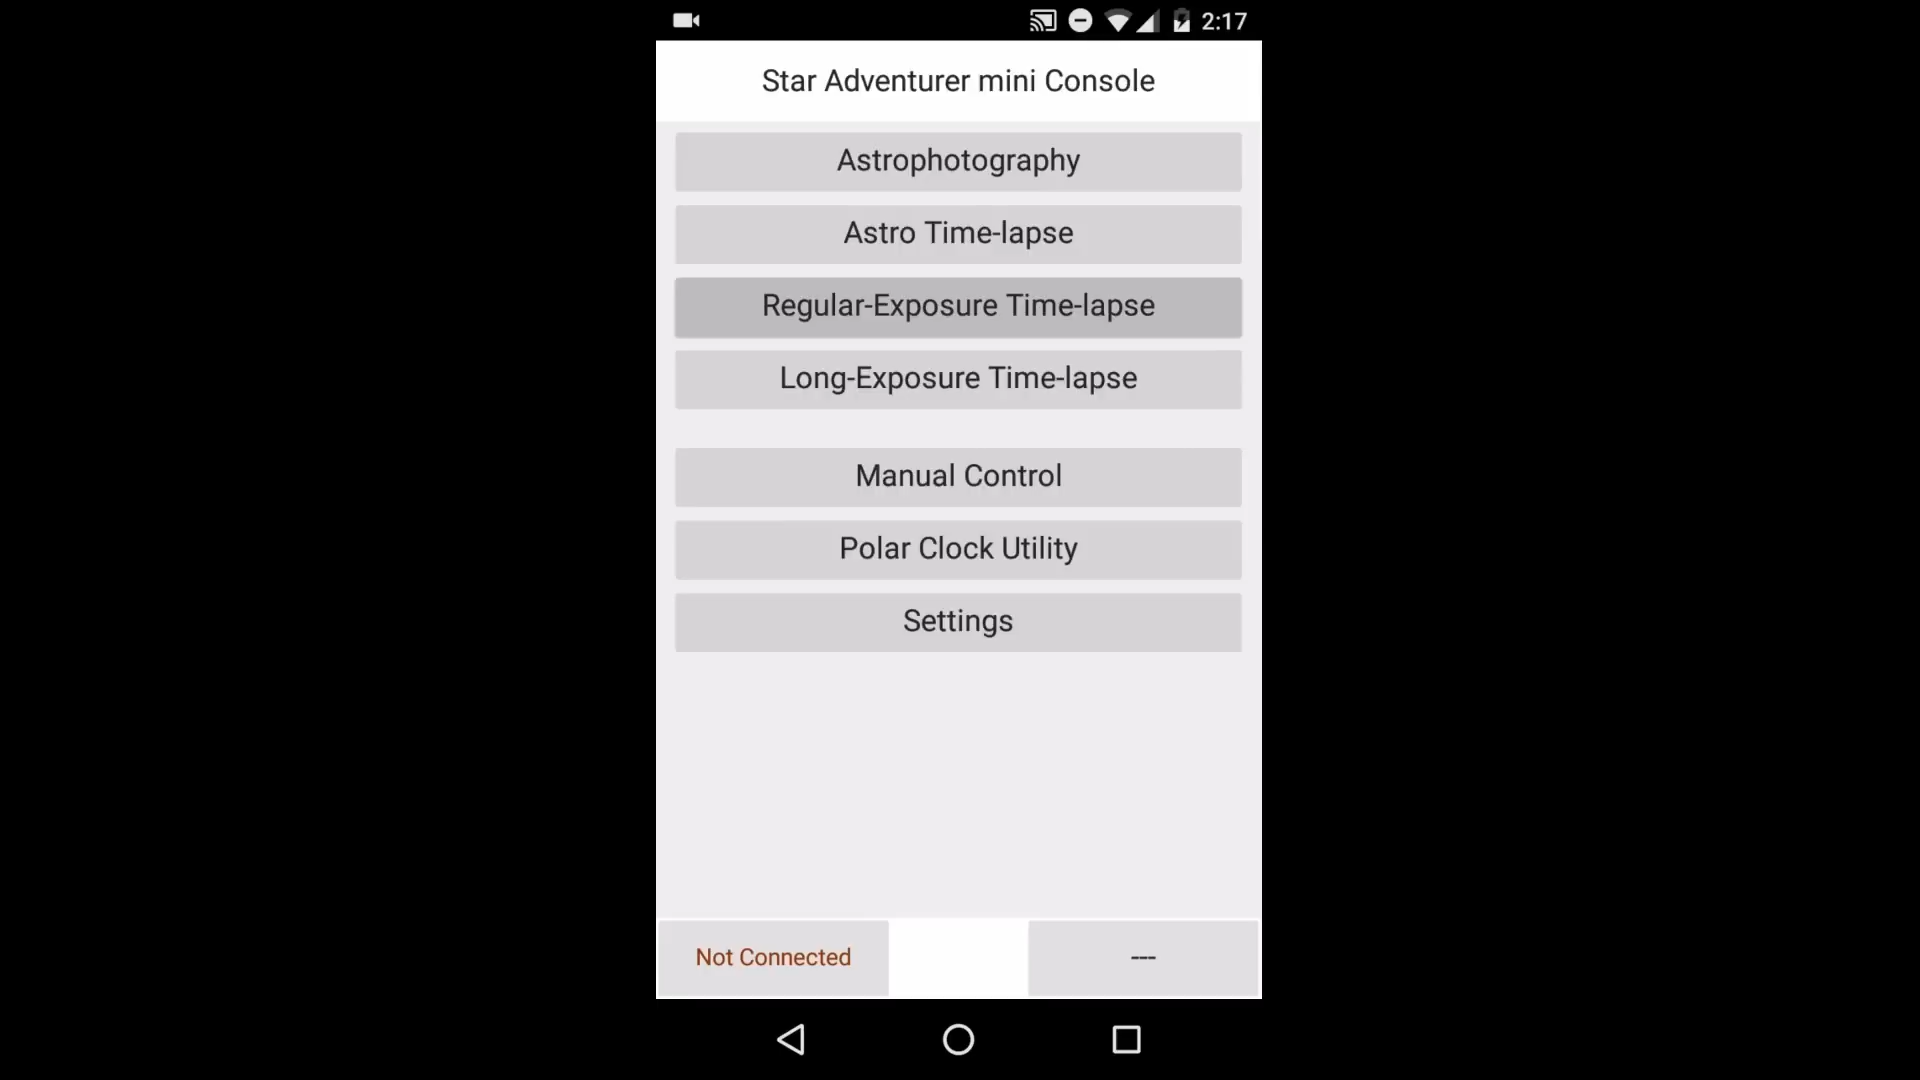 2:17
Star Adventurer mini Console
Astrophotography
Astro Time-lapse
Regular-Exposure Time-lapse
Long-Exposure Time-lapse
Manual Control
Polar Clock Utility
Settings
Not Connected
---